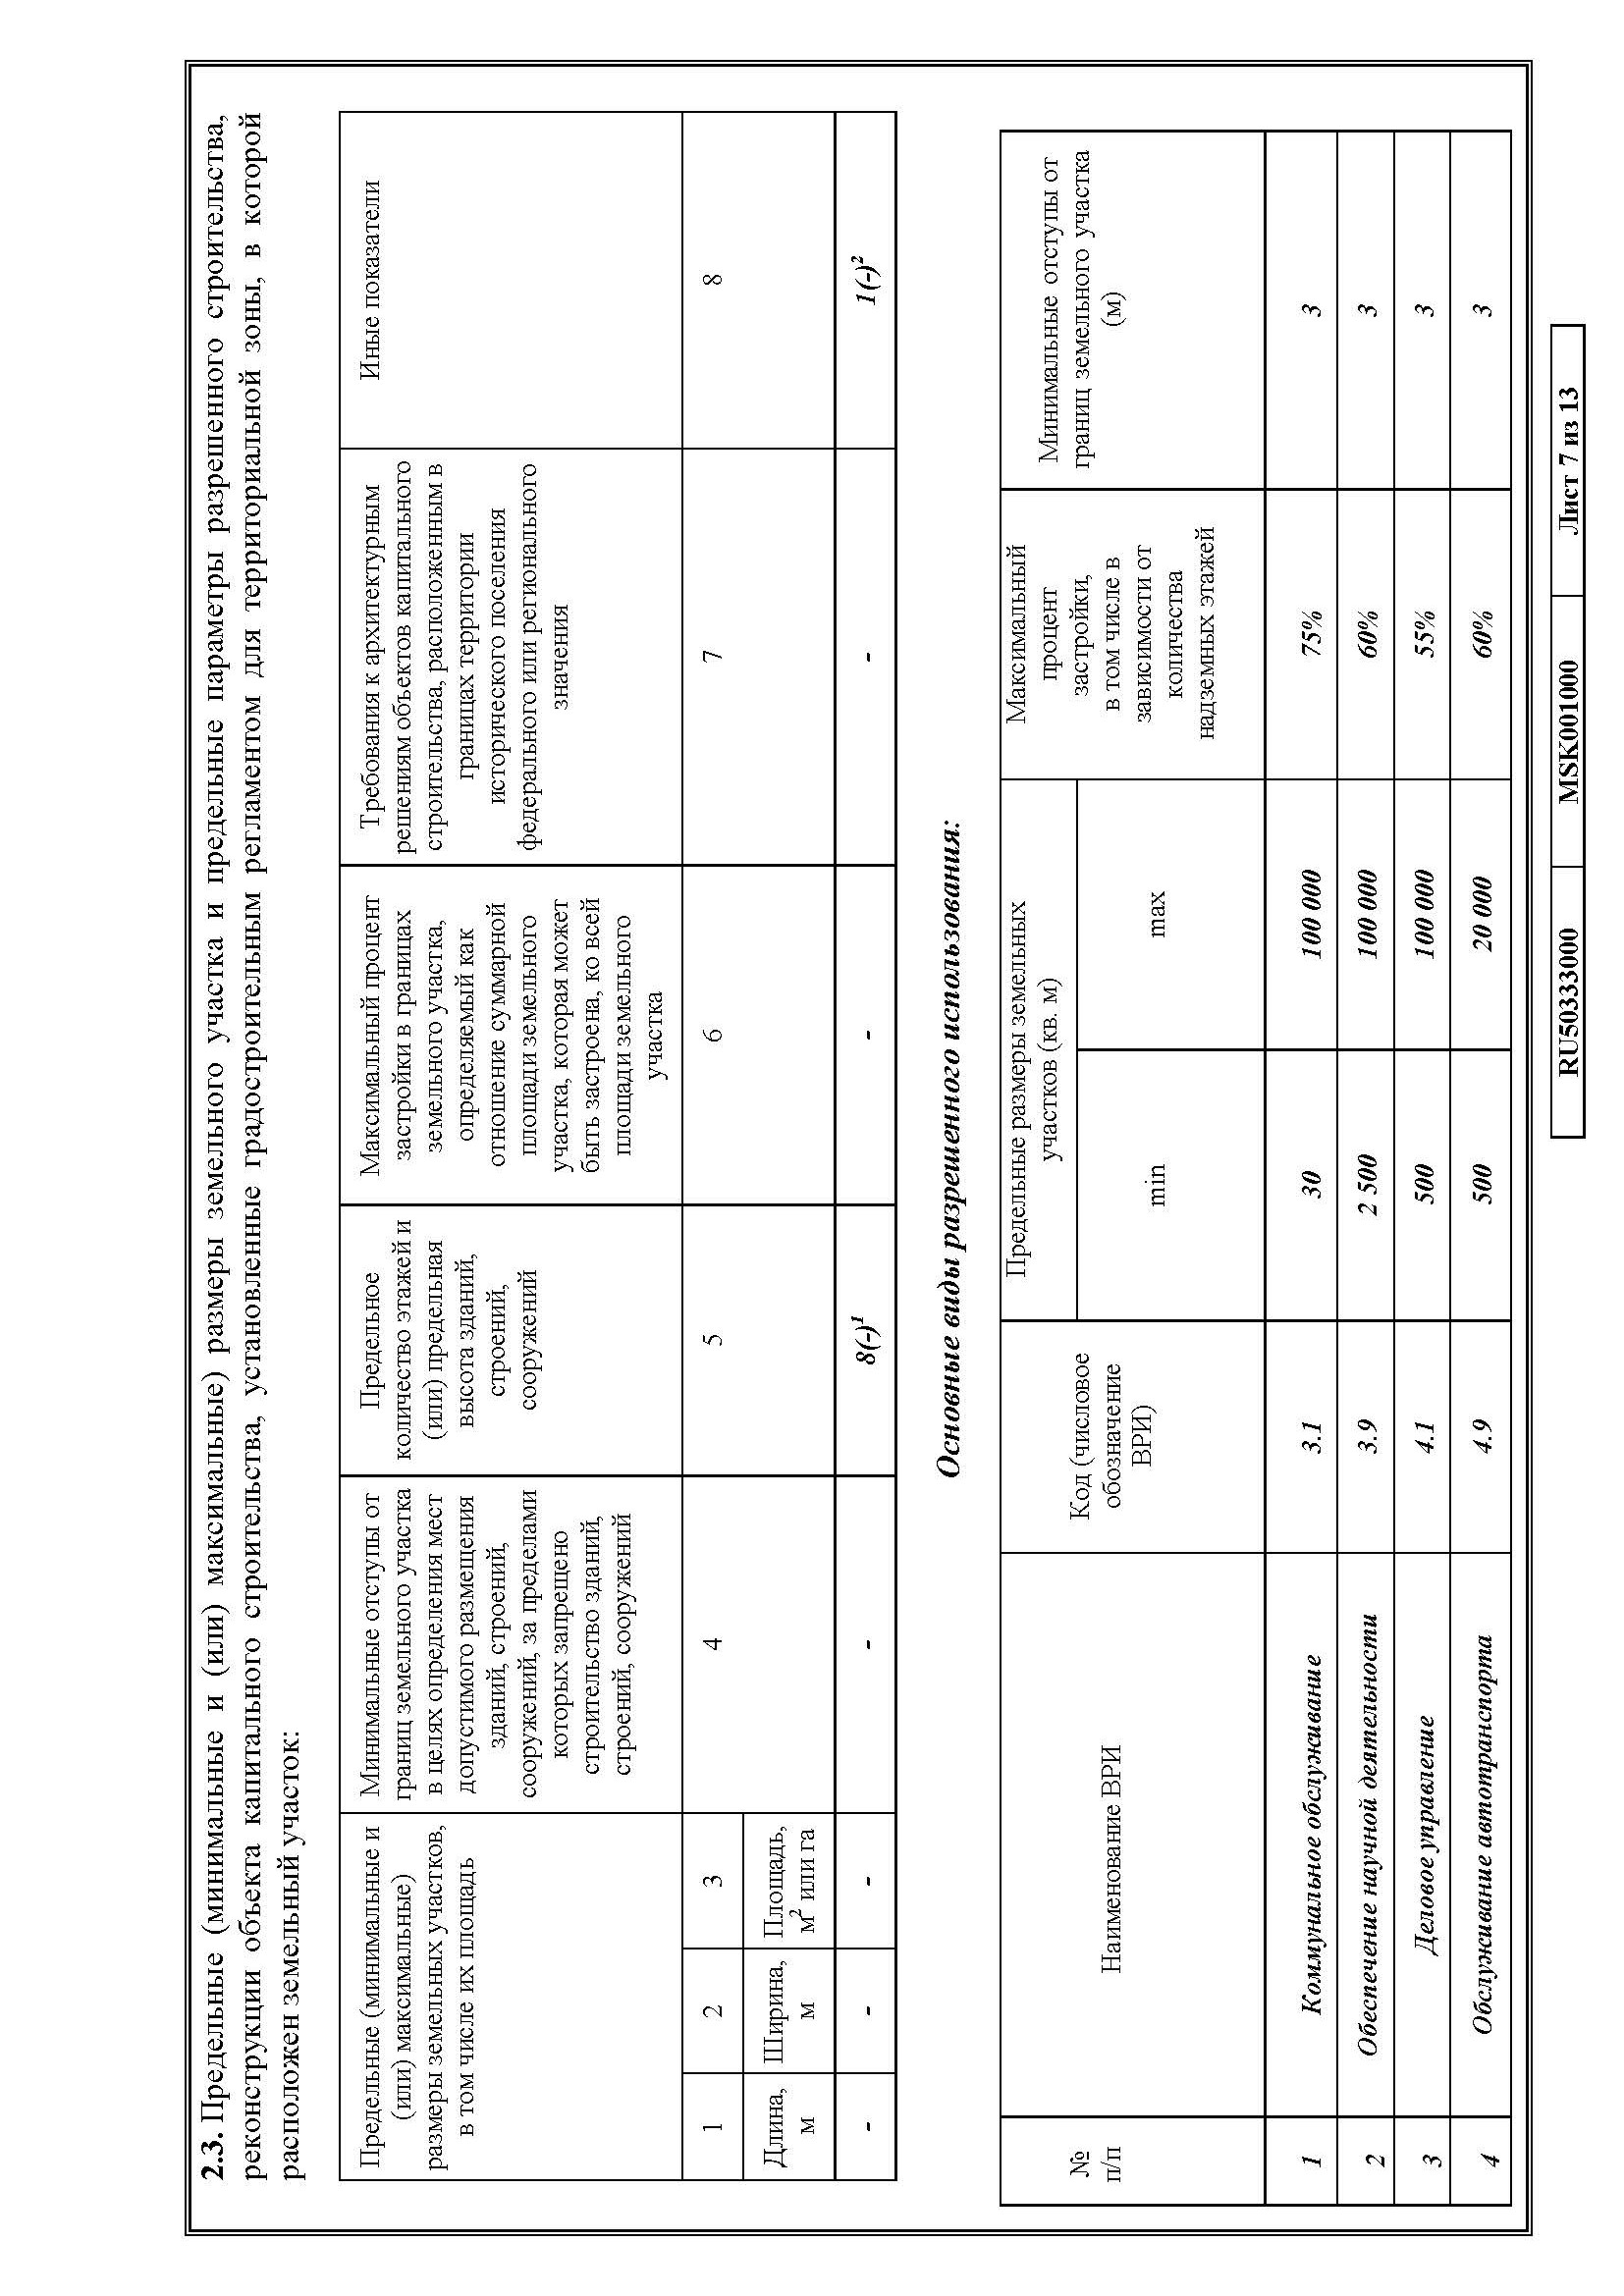 2.3. Предельные (минимальные и (или) максимальные) размеры земельного участка и предельные параметры разрешенного строительства,
реконструкции объекта капитального строительства, установленные градостроительным регламентом для территориальной зоны, в которой
расположен земельный участок:
Предельные (минимальные и
(или) максимальные)
размеры земельных участков,
в том числе их площадь
Минимальные отступы от
границ земельного участка
в целях определения мест
допустимого размещения
зданий, строений,
сооружений, за пределами
которых запрещено
строительство зданий,
строений, сооружений
Предельное
количество этажей и
(или) предельная
высота зданий,
строений,
сооружений
Максимальный процент
застройки в границах
земельного участка,
определяемый как
отношение суммарной
площади земельного
участка, которая может
быть застроена, ко всей
площади земельного
участка
Требования к архитектурным
решениям объектов капитального
строительства, расположенным в
границах территории
исторического поселения
федерального или регионального
значения
Иные показатели
1 2 3 4 5 6 7 8
Длина,
м
Ширина,
м
Площадь,
м² или га
- - - - 8(-)¹ - - 1(-)²
Основные виды разрешенного использования:
№
п/п
Наименование ВРИ
Код (числовое
обозначение
ВРИ)
Предельные размеры земельных
участков (кв. м)
min max
Максимальный
процент
застройки,
в том числе в
зависимости от
количества
надземных этажей
Минимальные отступы от
границ земельного участка
(м)
1 Коммунальное обслуживание 3.1 30 100 000 75% 3
2 Обеспечение научной деятельности 3.9 2 500 100 000 60% 3
3 Деловое управление 4.1 500 100 000 55% 3
4 Обслуживание автотранспорта 4.9 500 20 000 60% 3
RU50333000 MSK001000 Лист 7 из 13